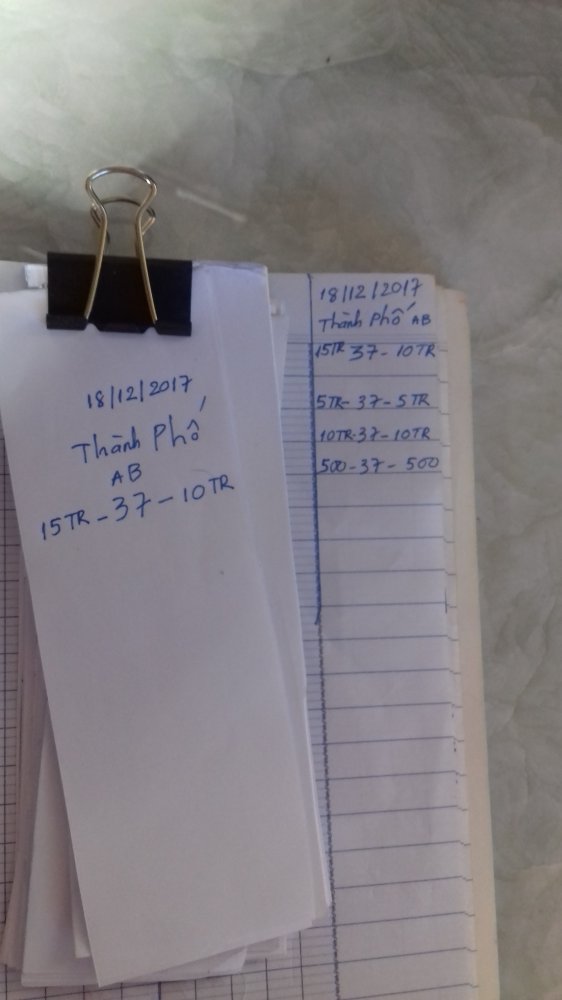 18/12/2017
Thành Phố
AB
15TR - 37 - 10TR
18/12/2017
Thành Phố AB
15TR 37 - 10TR
5TR - 37 - 5TR
10TR - 37 - 10TR
500 - 37 - 500